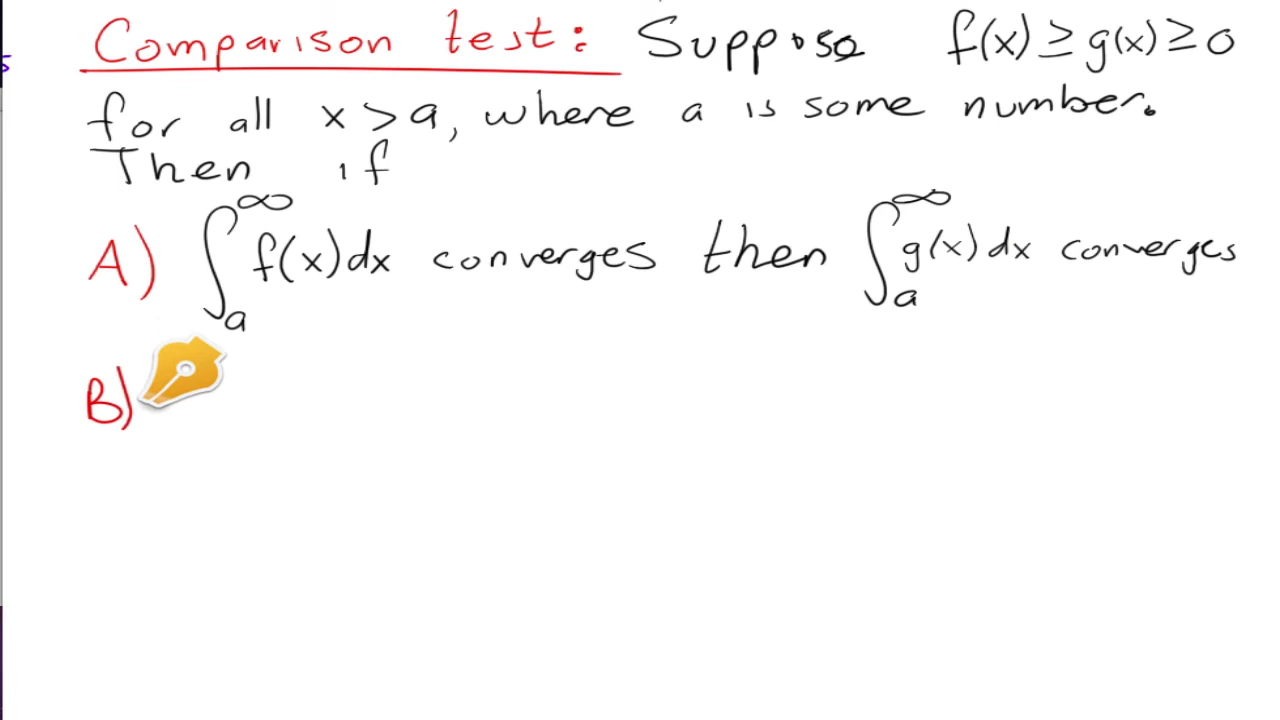 Comparison test: Suppose f(x) ≥ g(x) ≥ 0
for all x > a, where a is some number.
Then if
A) ∫_a^∞ f(x)dx converges then ∫_a^∞ g(x)dx converges
B)